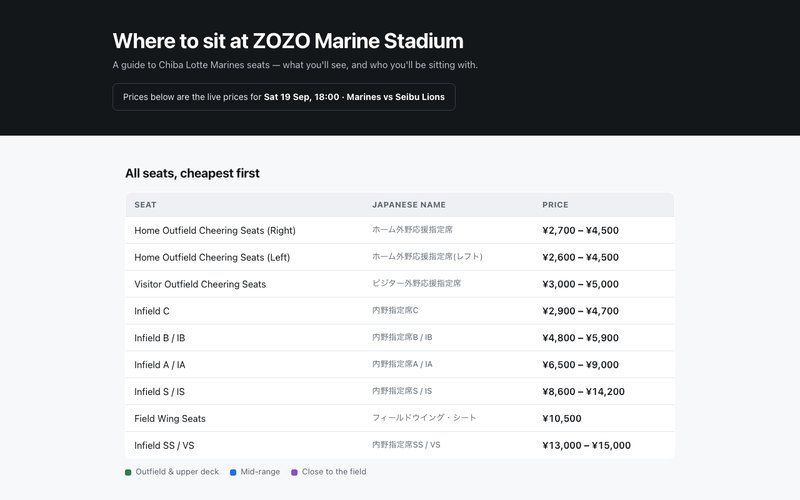 Where to sit at ZOZO Marine Stadium
A guide to Chiba Lotte Marines seats — what you'll see, and who you'll be sitting with.
Prices below are the live prices for Sat 19 Sep, 18:00 · Marines vs Seibu Lions
All seats, cheapest first
SEAT JAPANESE NAME PRICE
Home Outfield Cheering Seats (Right) ホーム外野応援指定席 ¥2,700 – ¥4,500
Home Outfield Cheering Seats (Left) ホーム外野応援指定席(レフト) ¥2,600 – ¥4,500
Visitor Outfield Cheering Seats ビジター外野応援指定席 ¥3,000 – ¥5,000
Infield C 内野指定席C ¥2,900 – ¥4,700
Infield B / IB 内野指定席B / IB ¥4,800 – ¥5,900
Infield A / IA 内野指定席A / IA ¥6,500 – ¥9,000
Infield S / IS 内野指定席S / IS ¥8,600 – ¥14,200
Field Wing Seats フィールドウイング・シート ¥10,500
Infield SS / VS 内野指定席SS / VS ¥13,000 – ¥15,000
Outfield & upper deck Mid-range Close to the field